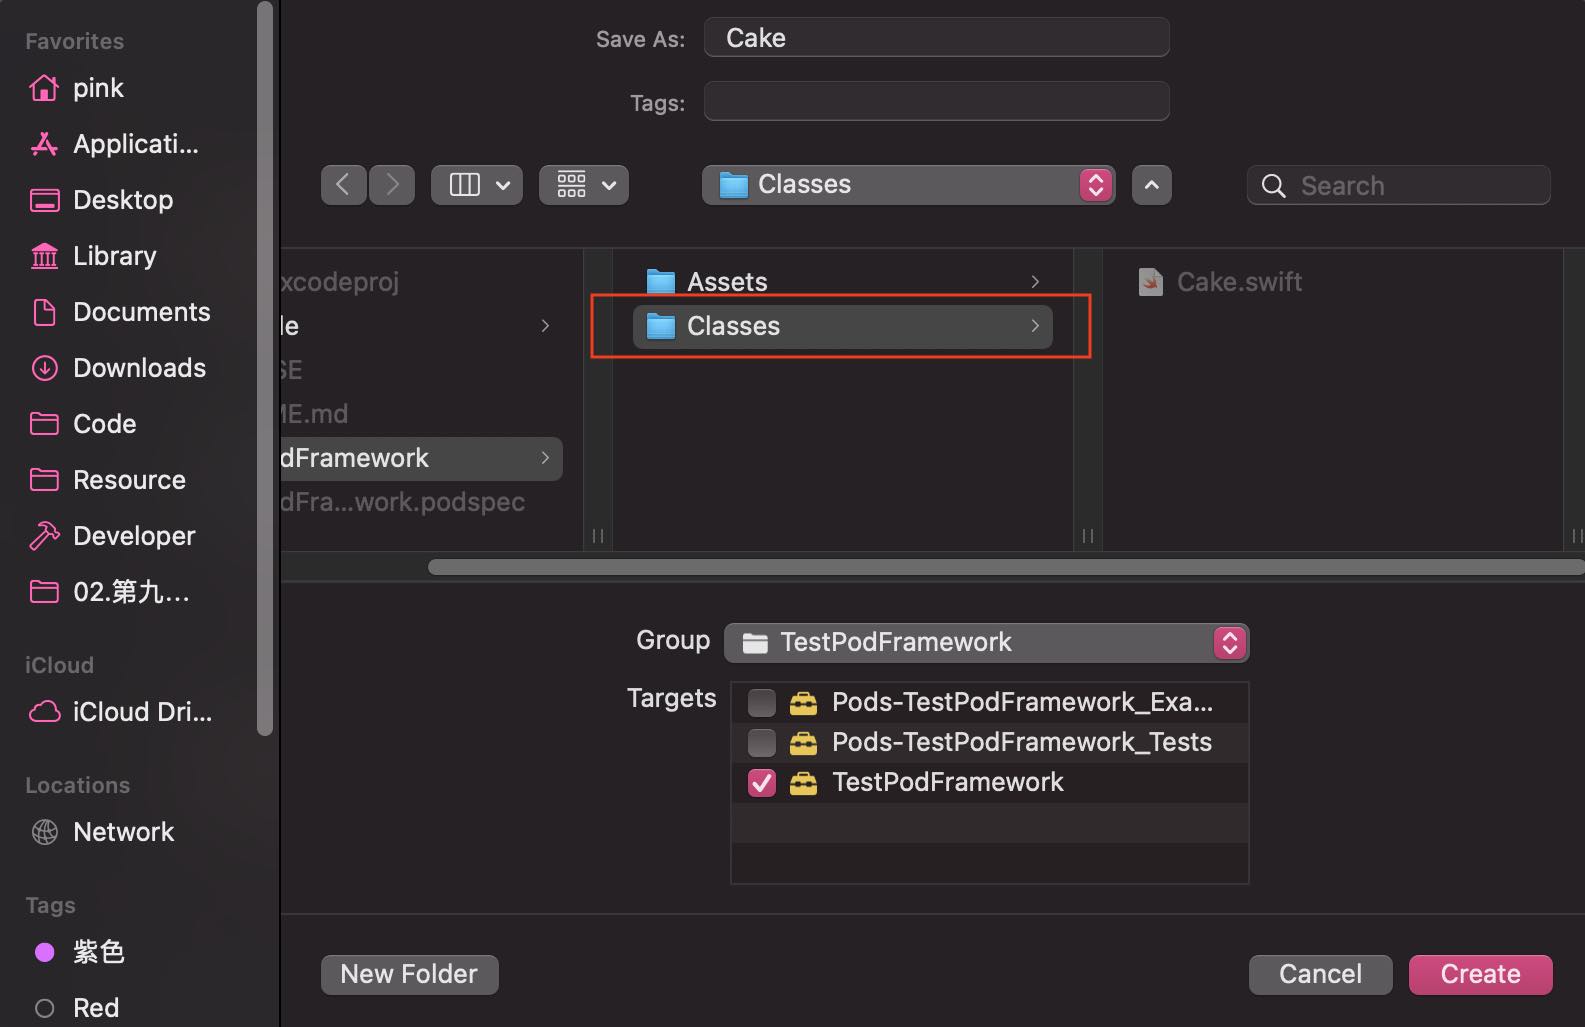 Favorites
pink
Applicati...
Desktop
Library
Documents
Downloads
Code
Resource
Developer
02.第九...
iCloud
iCloud Dri...
Locations
Network
Tags
紫色
Red
Save As: Cake
Tags:
Classes
Search
xcodeproj
le
SE
ME.md
dFramework
dFra...work.podspec
Assets
Classes
Cake.swift
Group TestPodFramework
Targets
Pods-TestPodFramework_Exa...
Pods-TestPodFramework_Tests
TestPodFramework
New Folder
Cancel
Create